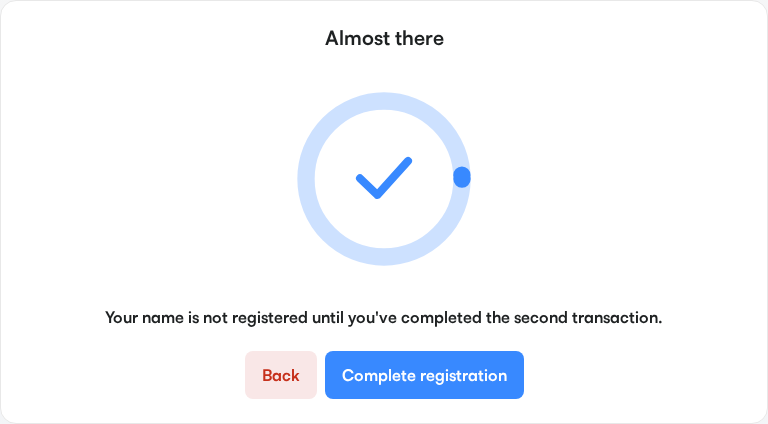 Almost there
Your name is not registered until you've completed the second transaction.
Back
Complete registration